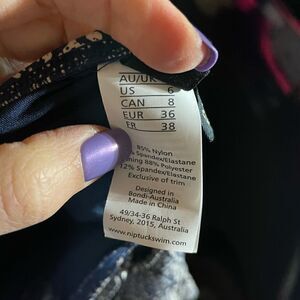 AU/UK
US 6
CAN 8
EUR 36
FR 38
85% Nylon
Spandex/Elastane
88% Polyester
12% Spandex/Elastane
Exclusive of trim
Designed in
Bondi-Australia
Made in China
49/34-36 Ralph St
Sydney, 2015, Australia
www.niptuckswim.com